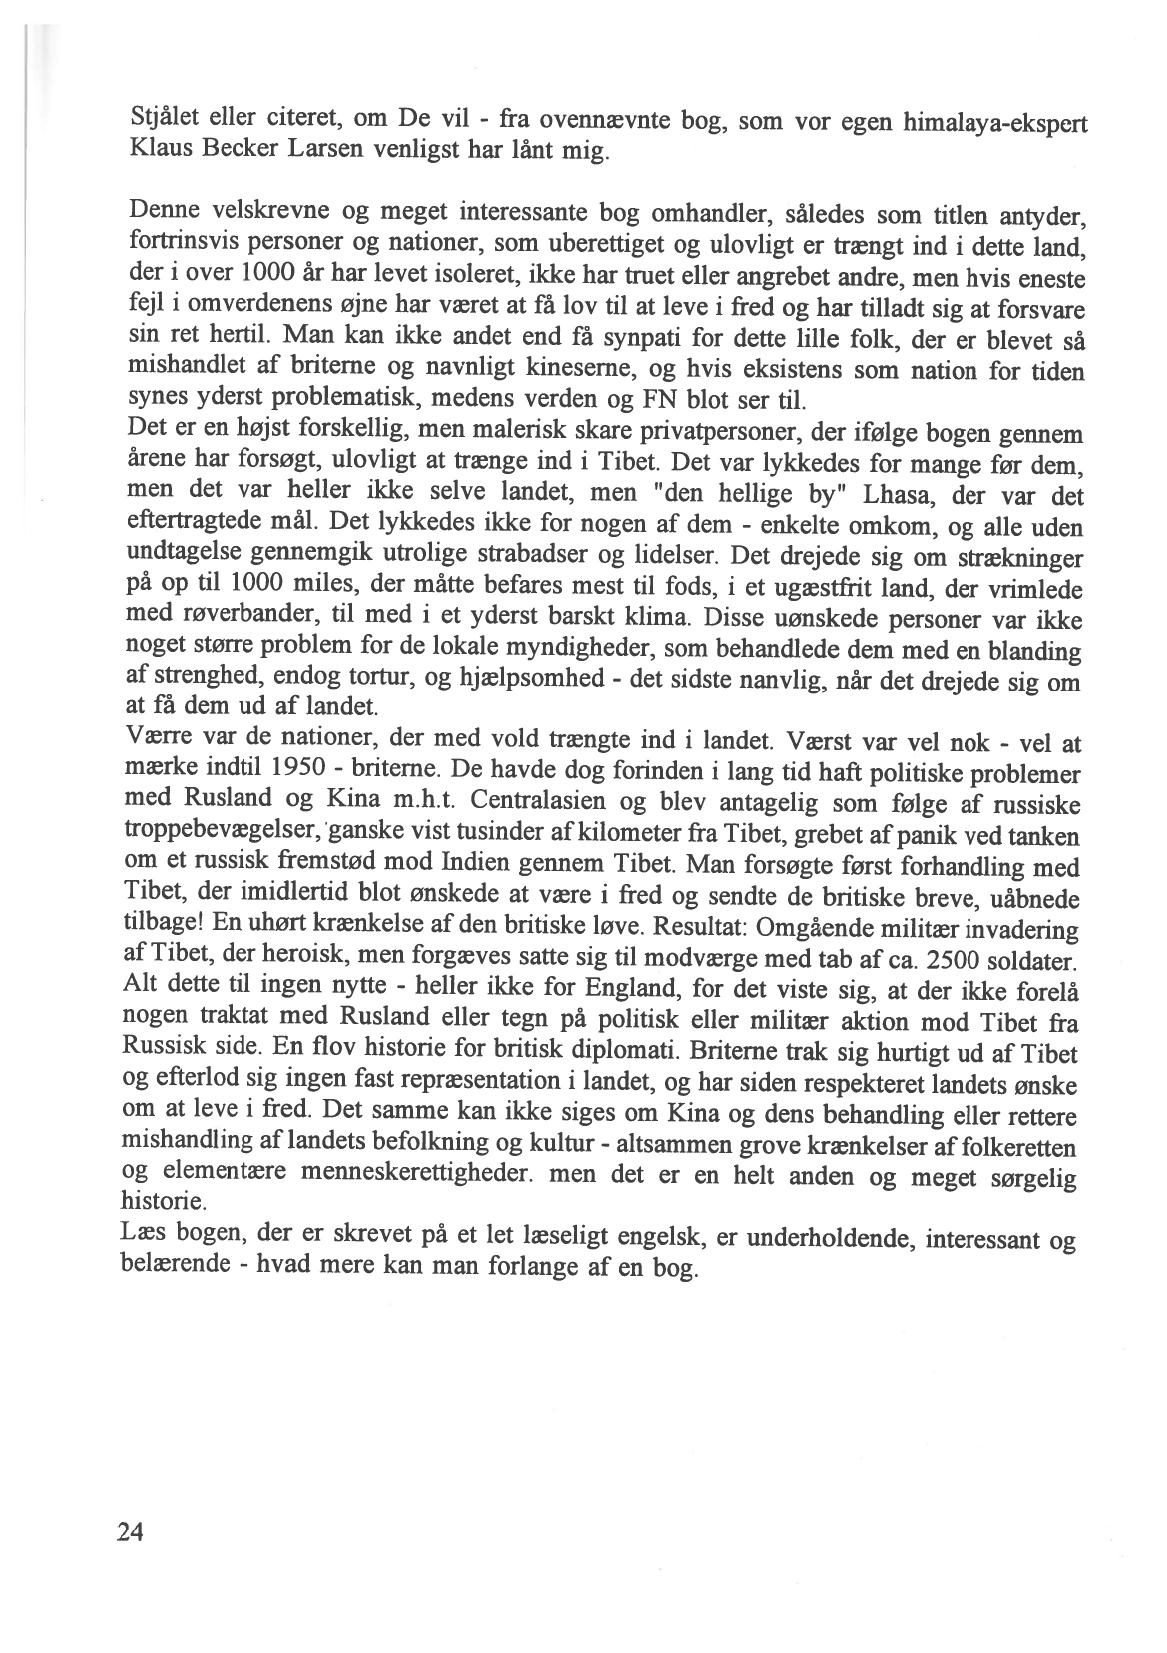 Stjålet eller citeret, om De vil - fra ovennævnte bog, som vor egen himalaya-ekspert
Klaus Becker Larsen venligst har lånt mig.

Denne velskrevne og meget interessante bog omhandler, således som titlen antyder,
fortrinsvis personer og nationer, som uberettiget og ulovligt er trængt ind i dette land,
der i over 1000 år har levet isoleret, ikke har truet eller angrebet andre, men hvis eneste
fejl i omverdenens øjne har været at få lov til at leve i fred og har tilladt sig at forsvare
sin ret hertil. Man kan ikke andet end få synpati for dette lille folk, der er blevet så
mishandlet af briterne og navnligt kineserne, og hvis eksistens som nation for tiden
synes yderst problematisk, medens verden og FN blot ser til.
Det er en højst forskellig, men malerisk skare privatpersoner, der ifølge bogen gennem
årene har forsøgt, ulovligt at trænge ind i Tibet. Det var lykkedes for mange før dem,
men det var heller ikke selve landet, men "den hellige by" Lhasa, der var det
eftertragtede mål. Det lykkedes ikke for nogen af dem - enkelte omkom, og alle uden
undtagelse gennemgik utrolige strabadser og lidelser. Det drejede sig om strækninger
på op til 1000 miles, der måtte befares mest til fods, i et ugæstfrit land, der vrimlede
med røverbander, til med i et yderst barskt klima. Disse uønskede personer var ikke
noget større problem for de lokale myndigheder, som behandlede dem med en blanding
af strenghed, endog tortur, og hjælpsomhed - det sidste nanvlig, når det drejede sig om
at få dem ud af landet.
Værre var de nationer, der med vold trængte ind i landet. Værst var vel nok - vel at
mærke indtil 1950 - briterne. De havde dog forinden i lang tid haft politiske problemer
med Rusland og Kina m.h.t. Centralasien og blev antagelig som følge af russiske
troppebevægelser, ganske vist tusinder af kilometer fra Tibet, grebet af panik ved tanken
om et russisk fremstød mod Indien gennem Tibet. Man forsøgte først forhandling med
Tibet, der imidlertid blot ønskede at være i fred og sendte de britiske breve, uåbnede
tilbage! En uhørt krænkelse af den britiske løve. Resultat: Omgående militær invadering
af Tibet, der heroisk, men forgæves satte sig til modværge med tab af ca. 2500 soldater.
Alt dette til ingen nytte - heller ikke for England, for det viste sig, at der ikke forelå
nogen traktat med Rusland eller tegn på politisk eller militær aktion mod Tibet fra
Russisk side. En flov historie for britisk diplomati. Briterne trak sig hurtigt ud af Tibet
og efterlod sig ingen fast repræsentation i landet, og har siden respekteret landets ønske
om at leve i fred. Det samme kan ikke siges om Kina og dens behandling eller rettere
mishandling af landets befolkning og kultur - altsammen grove krænkelser af folkeretten
og elementære menneskerettigheder. men det er en helt anden og meget sørgelig
historie.
Læs bogen, der er skrevet på et let læseligt engelsk, er underholdende, interessant og
belærende - hvad mere kan man forlange af en bog.

24